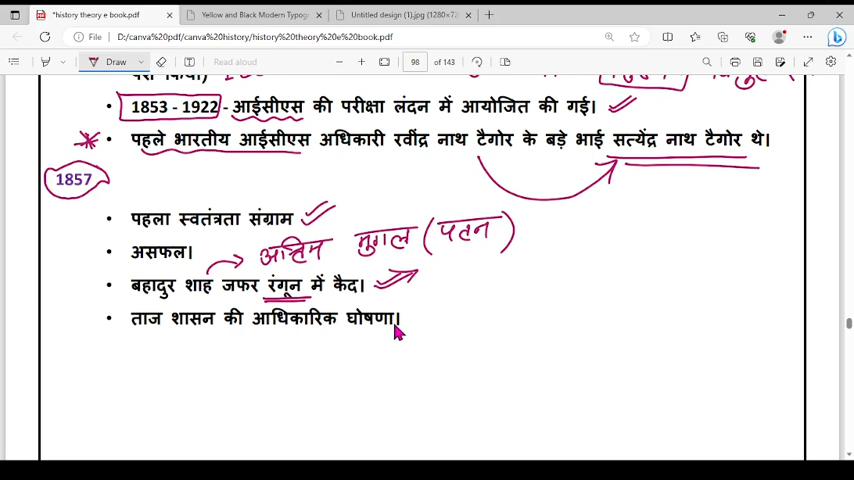 *history theory e book.pdf
Yellow and Black Modern Typogr
Untitled design (1).jpg (1280×72
D:/canva%20pdf/canva%20history/history%20theory%20e%20book.pdf
Draw
Read aloud
98 of 143
1853 - 1922 - आईसीएस की परीक्षा लंदन में आयोजित की गई।
पहले भारतीय आईसीएस अधिकारी रवींद्र नाथ टैगोर के बड़े भाई सत्येंद्र नाथ टैगोर थे।
1857
पहला स्वतंत्रता संग्राम
असफल।
अन्तिम मुगल (पतन)
बहादुर शाह जफर रंगून में कैद।
ताज शासन की आधिकारिक घोषणा।